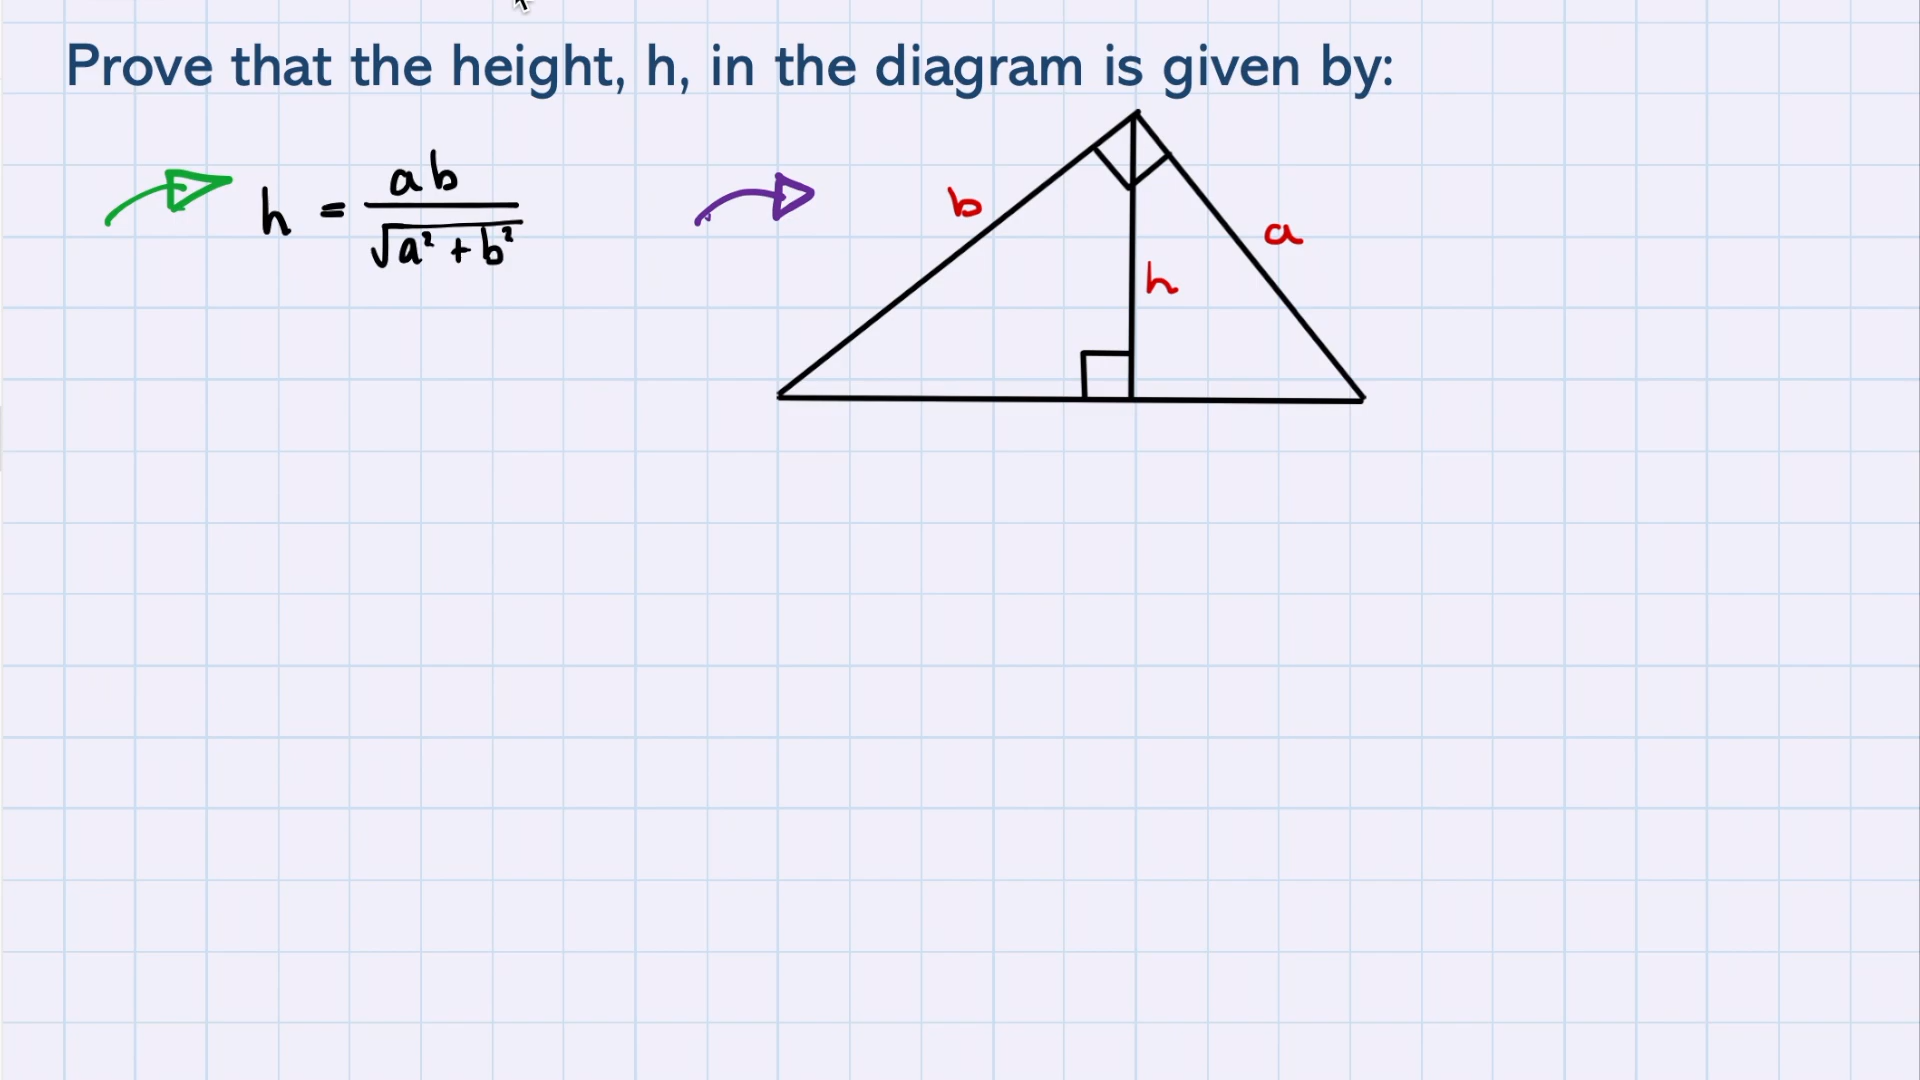 Prove that the height, h, in the diagram is given by:
h = ab / √(a² + b²)
b
a
h